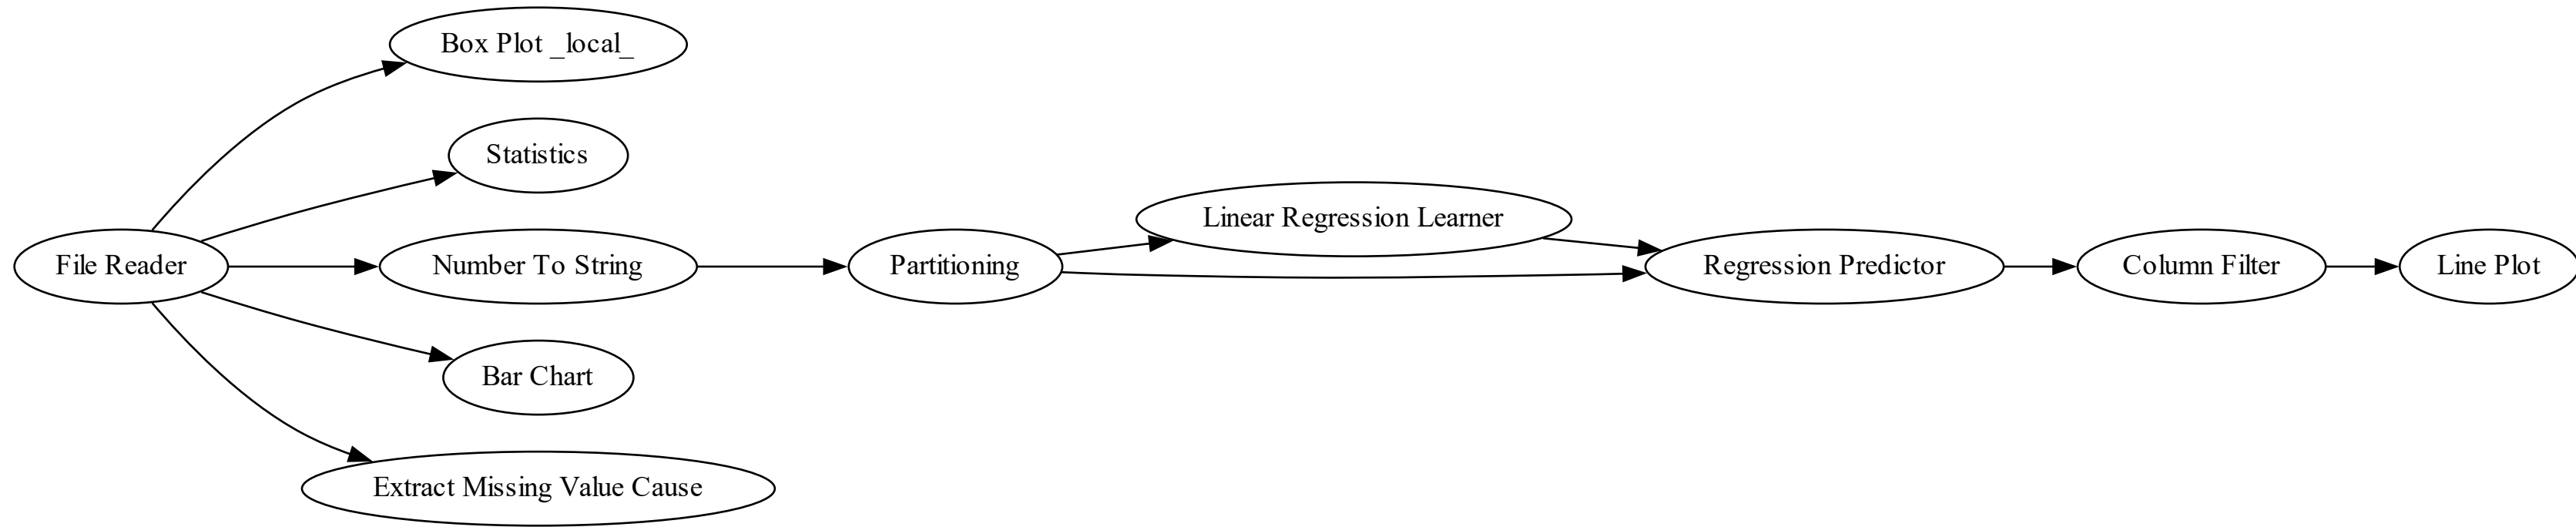 Box Plot _local_
Statistics
File Reader
Number To String
Bar Chart
Extract Missing Value Cause
Partitioning
Linear Regression Learner
Regression Predictor
Column Filter
Line Plot